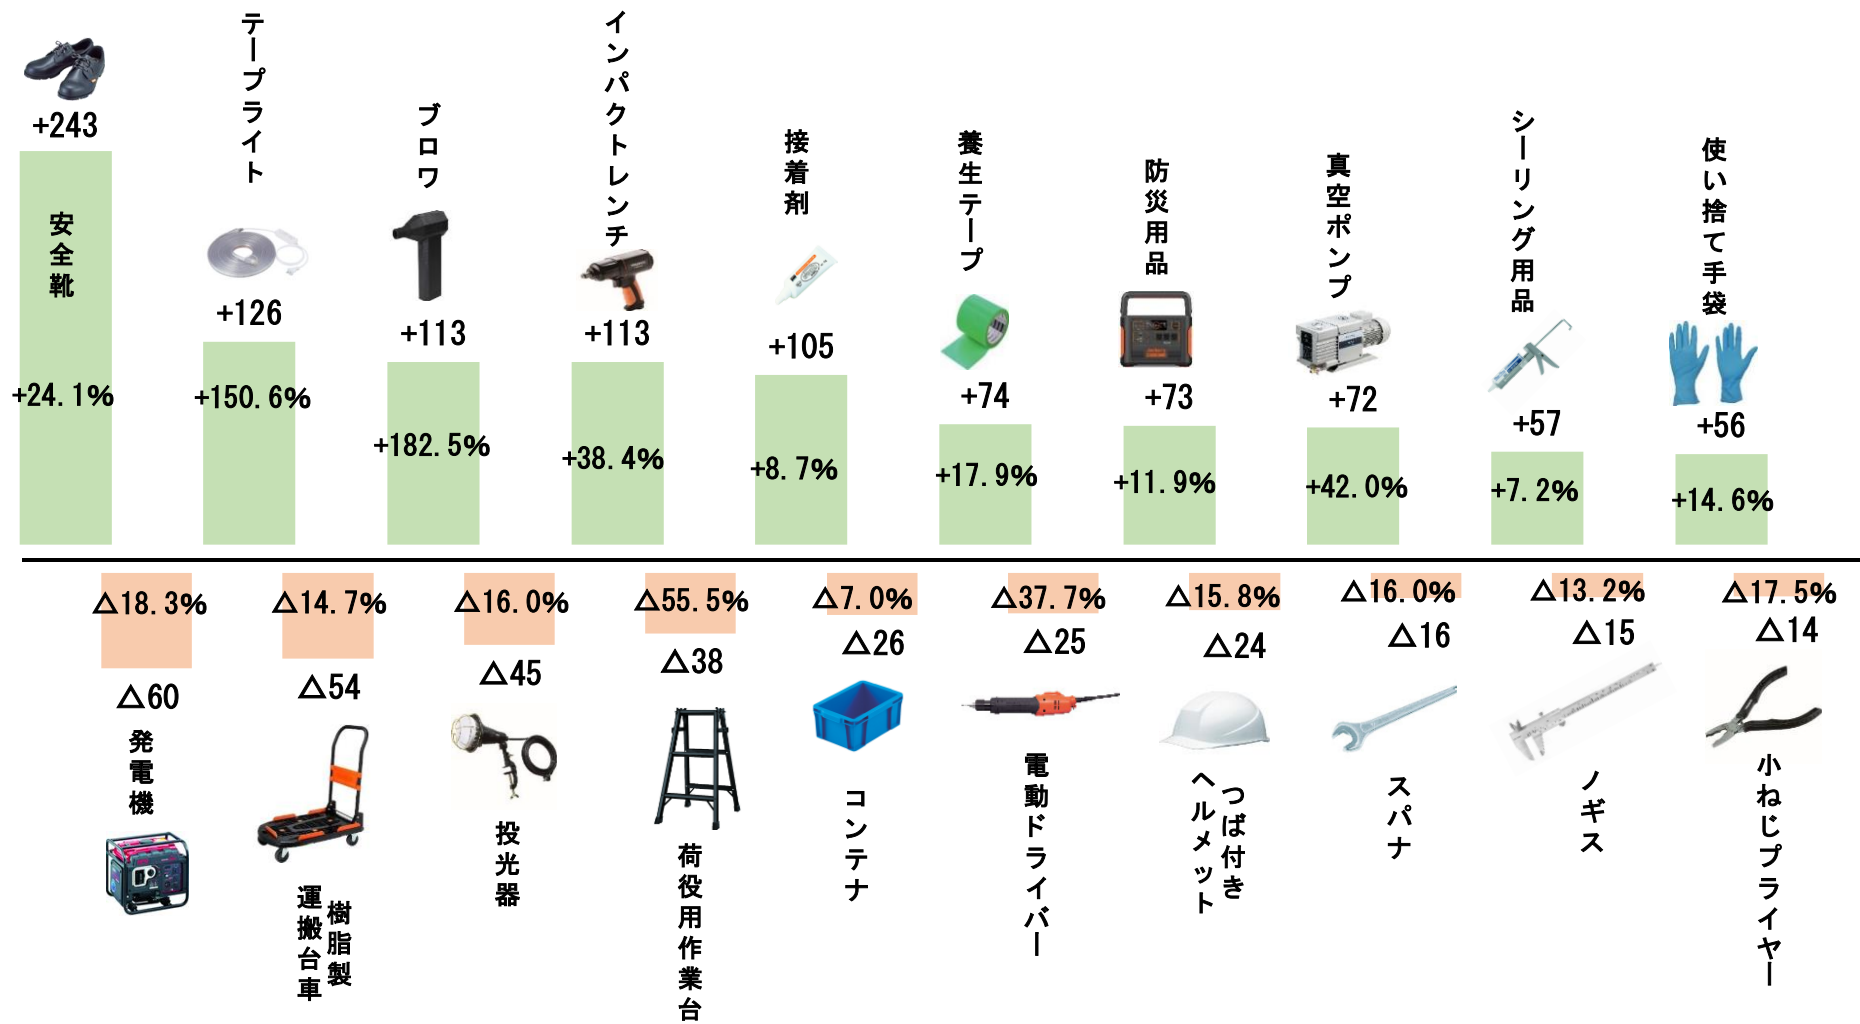 +243
安全靴
+24.1%
テープライト
+126
+150.6%
ブロワ
+113
+182.5%
インパクトレンチ
+113
+38.4%
接着剤
+105
+8.7%
養生テープ
+74
+17.9%
防災用品
+73
+11.9%
真空ポンプ
+72
+42.0%
シーリング用品
+57
+7.2%
使い捨て手袋
+56
+14.6%
△18.3%
△60
発電機
△14.7%
△54
樹脂製
運搬台車
△16.0%
△45
投光器
△55.5%
△38
荷役用作業台
△7.0%
△26
コンテナ
△37.7%
△25
電動ドライバー
△15.8%
△24
つば付き
ヘルメット
△16.0%
△16
スパナ
△13.2%
△15
ノギス
△17.5%
△14
小ねじプライヤー